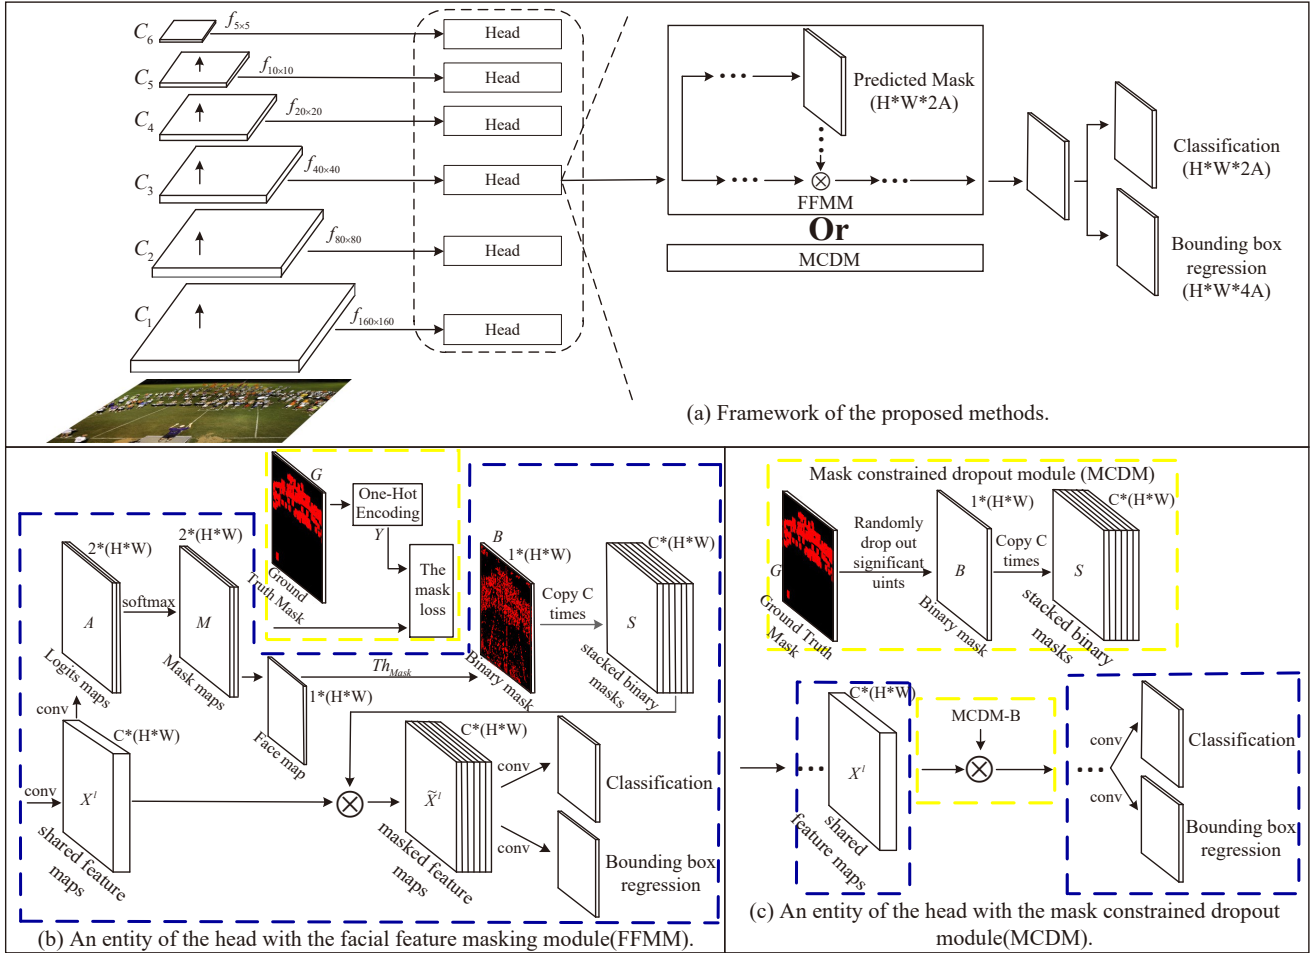 C6
f5×5
Head
C5
f10×10
Head
C4
f20×20
Head
C3
f40×40
Head
C2
f80×80
Head
C1
f160×160
Head
Predicted Mask
(H*W*2A)
FFMM
Or
MCDM
Classification
(H*W*2A)
Bounding box
regression
(H*W*4A)
(a) Framework of the proposed methods.
G
One-Hot
Encoding
Y
The
mask
loss
Ground
Truth Mask
2*(H*W)
A
Logits maps
softmax
2*(H*W)
M
Mask maps
1*(H*W)
Face map
ThMask
B
1*(H*W)
Binary mask
Copy C
times
C*(H*W)
S
stacked binary
masks
conv
conv
C*(H*W)
Xl
shared feature
maps
C*(H*W)
X̃l
masked feature
maps
conv
conv
Classification
Bounding box
regression
(b) An entity of the head with the facial feature masking module(FFMM).
Mask constrained dropout module (MCDM)
G
Ground Truth
Mask
Randomly
drop out
significant
uints
1*(H*W)
B
Binary mask
Copy C
times
C*(H*W)
S
stacked binary
masks
C*(H*W)
Xl
shared
feature maps
MCDM-B
conv
conv
Classification
Bounding box
regression
(c) An entity of the head with the mask constrained dropout
module(MCDM).